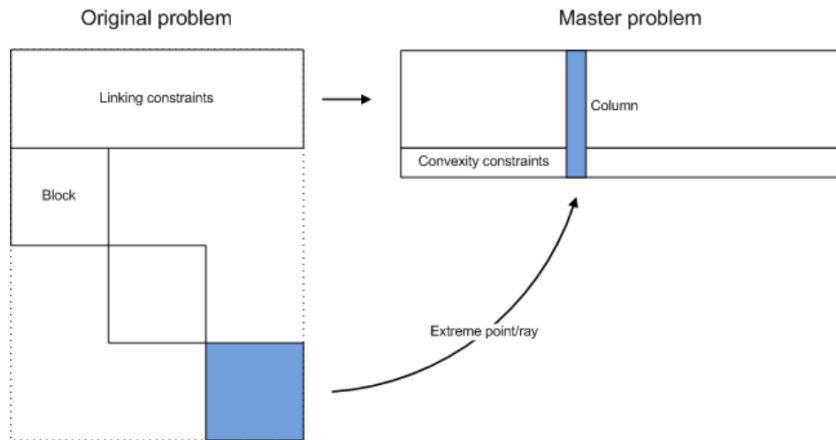 Original problem
Master problem
Linking constraints
Column
Convexity constraints
Block
Extreme point/ray